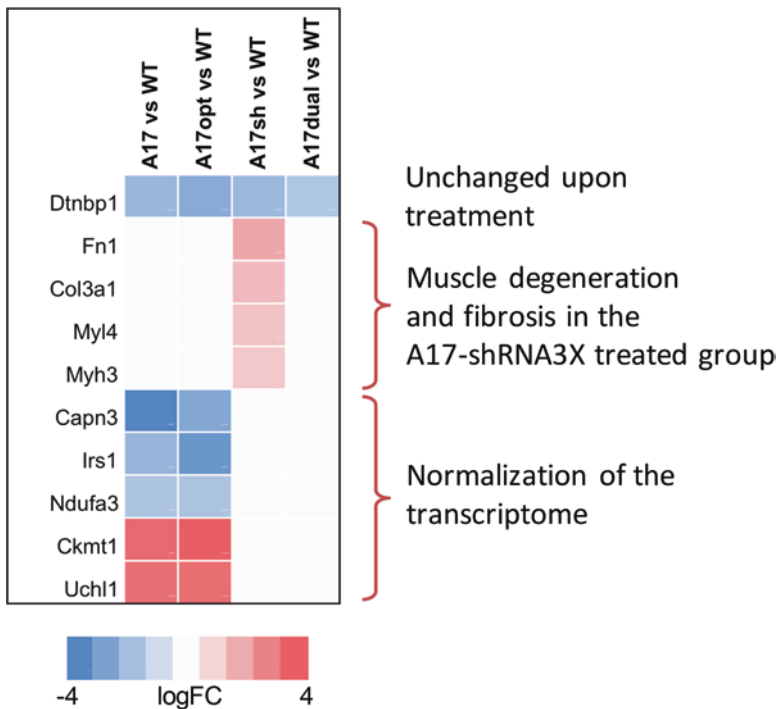 A17 vs WT
A17opt vs WT
A17sh vs WT
A17dual vs WT
Dtnbp1
Fn1
Col3a1
Myl4
Myh3
Capn3
Irs1
Ndufa3
Ckmt1
Uchl1
Unchanged upon
treatment
Muscle degeneration
and fibrosis in the
A17-shRNA3X treated group
Normalization of the
transcriptome
-4 logFC 4